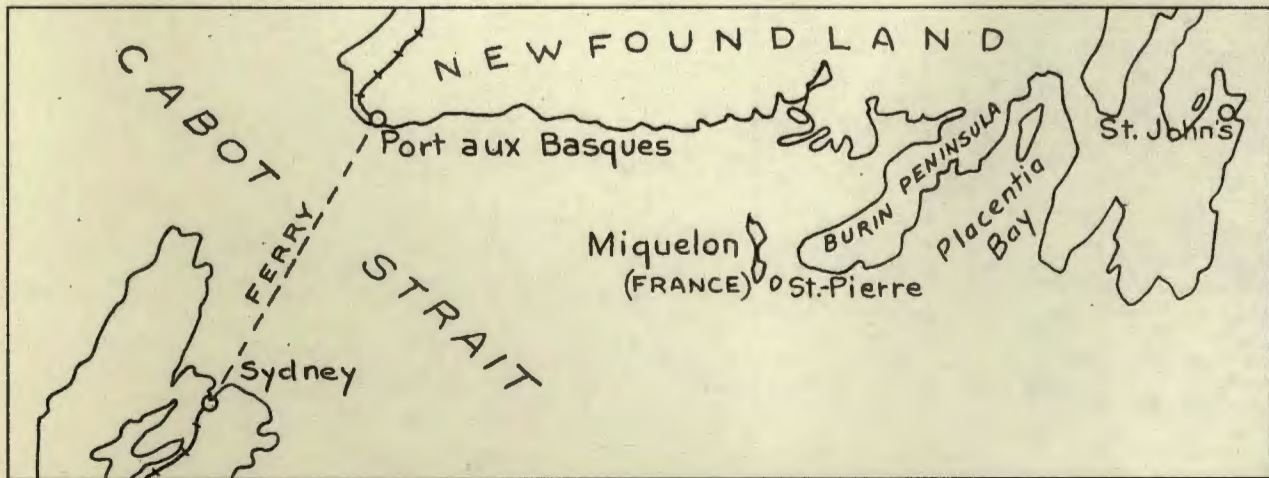 NEWFOUNDLAND
CABOT
STRAIT
Port aux Basques
St. John's
BURIN PENINSULA
Placentia
Bay
FERRY
Miquelon
(FRANCE)
St.-Pierre
Sydney